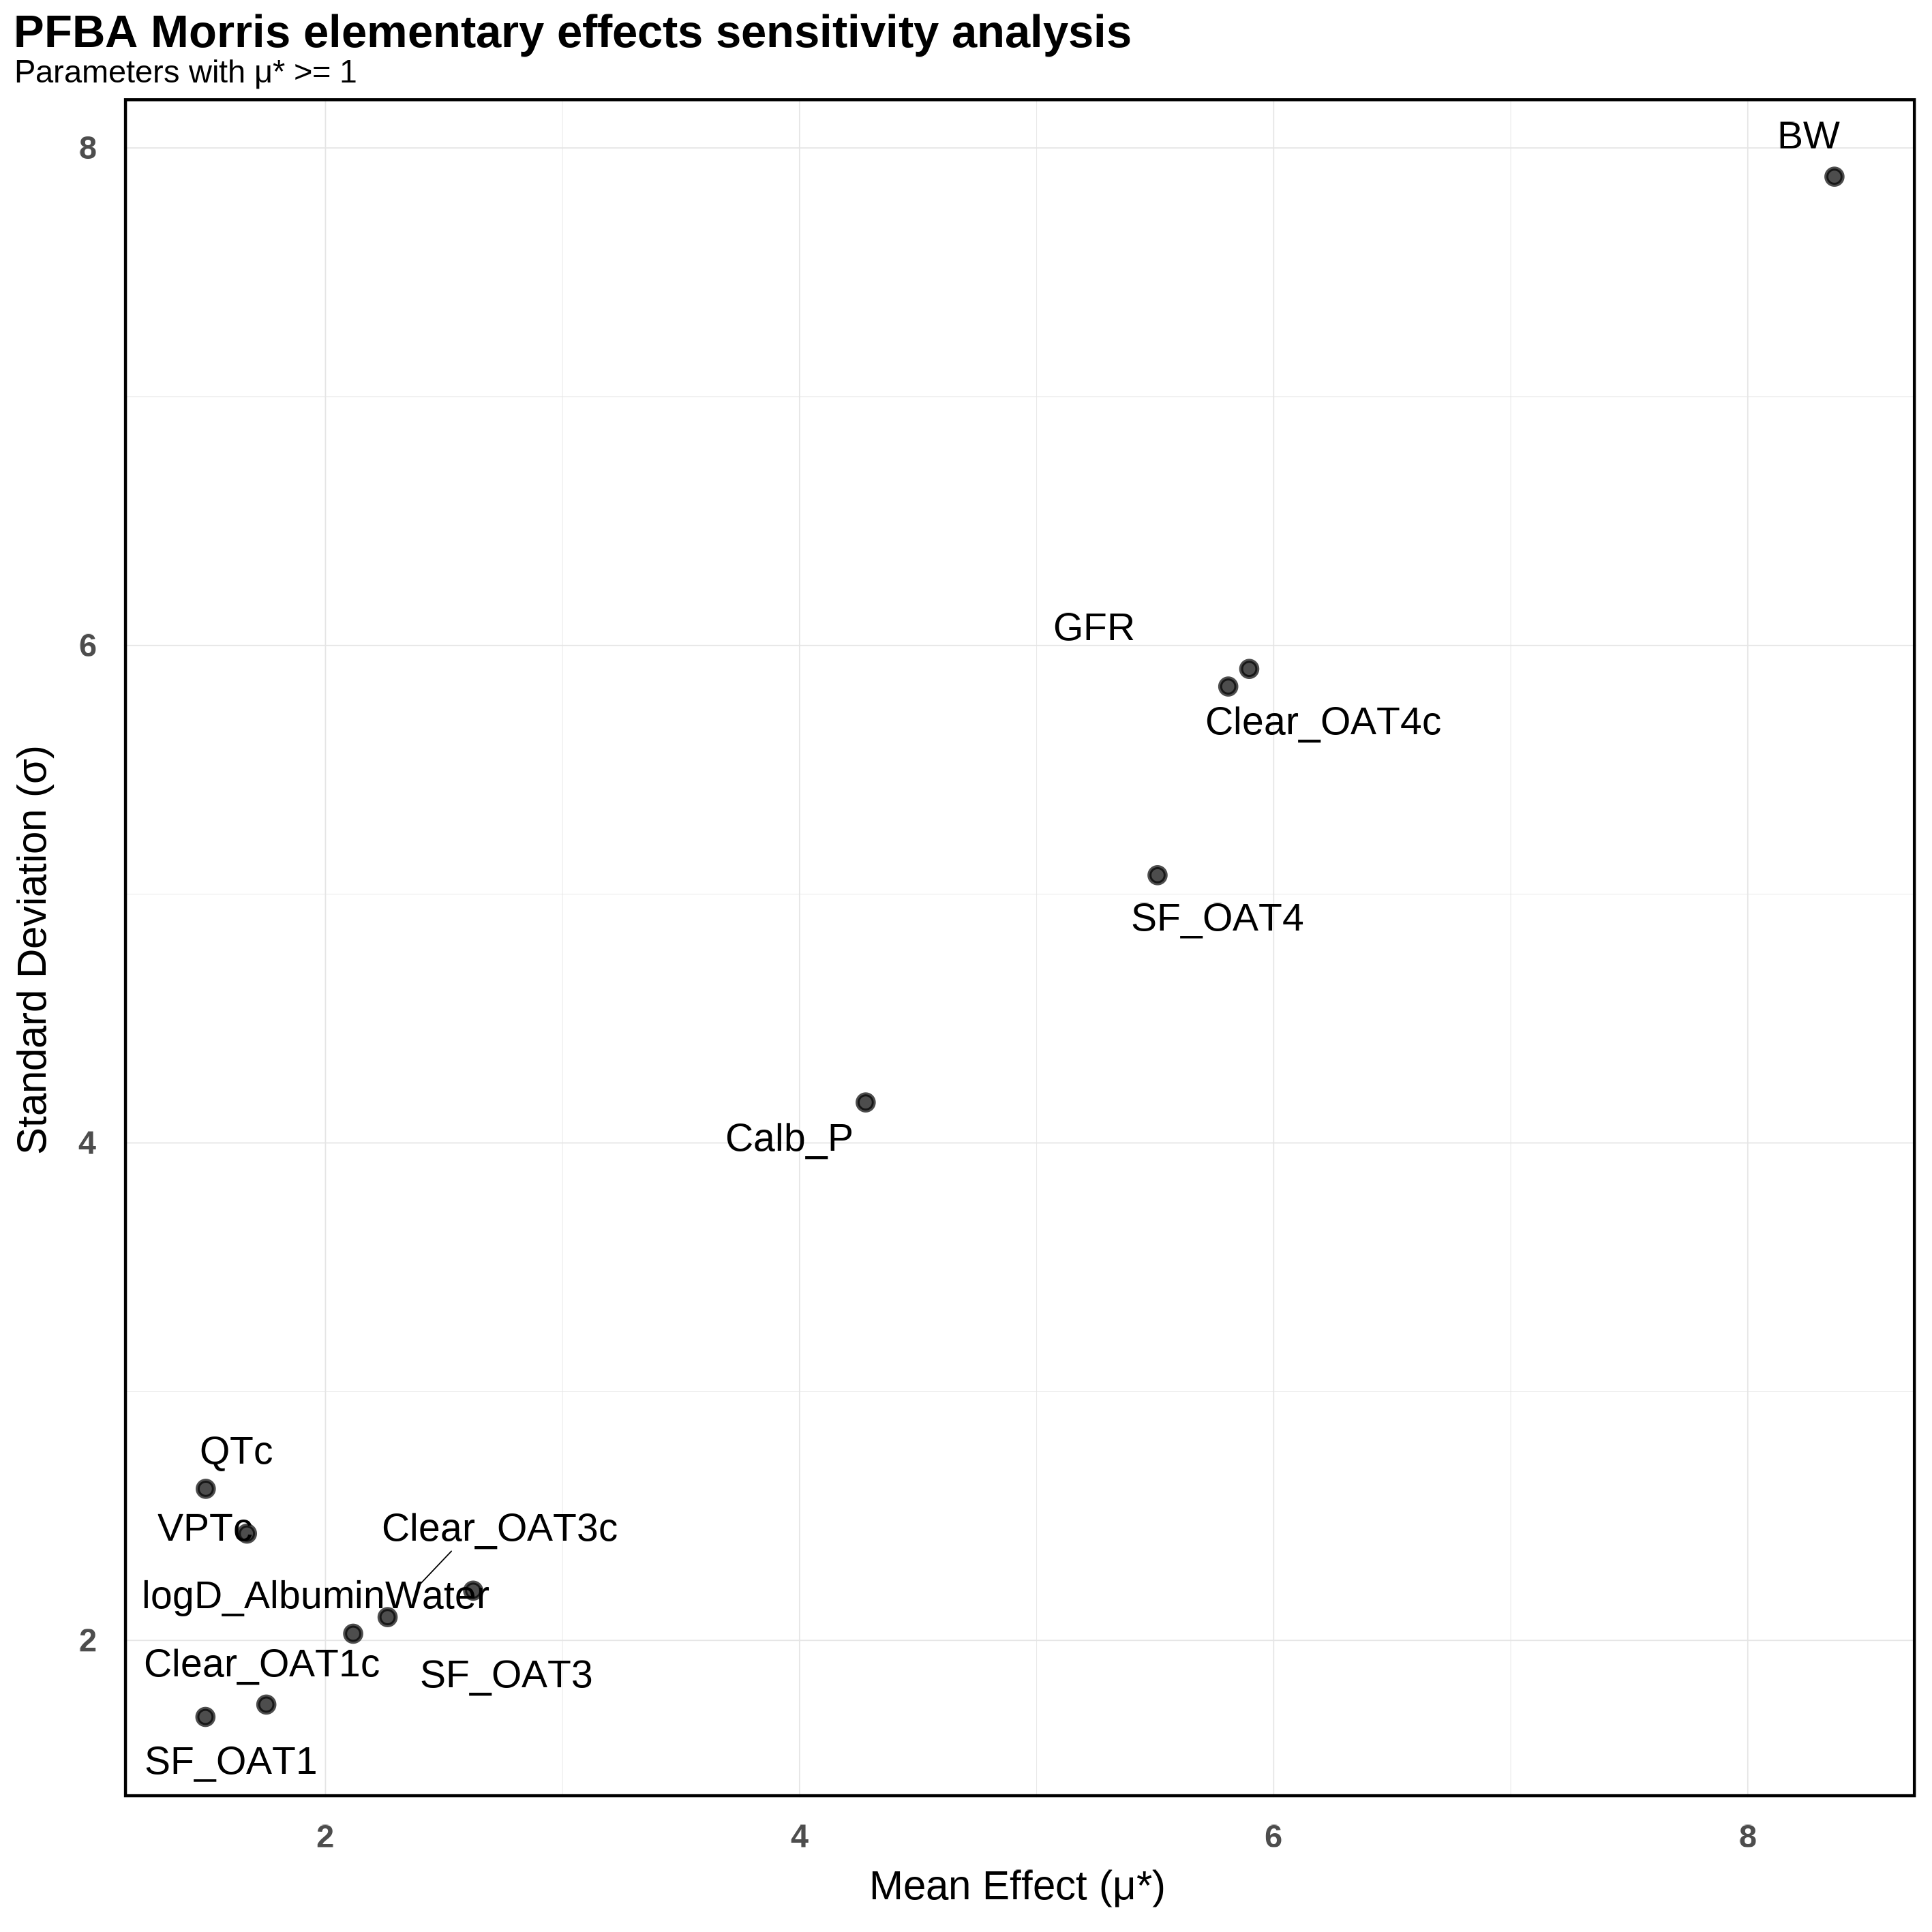 PFBA Morris elementary effects sensitivity analysis
Parameters with μ* >= 1
8
BW
6
GFR
Clear_OAT4c
SF_OAT4
Standard Deviation (σ)
4
Calb_P
QTc
VPTc
Clear_OAT3c
logD_AlbuminWater
2
Clear_OAT1c
SF_OAT3
SF_OAT1
2
4
6
8
Mean Effect (μ*)